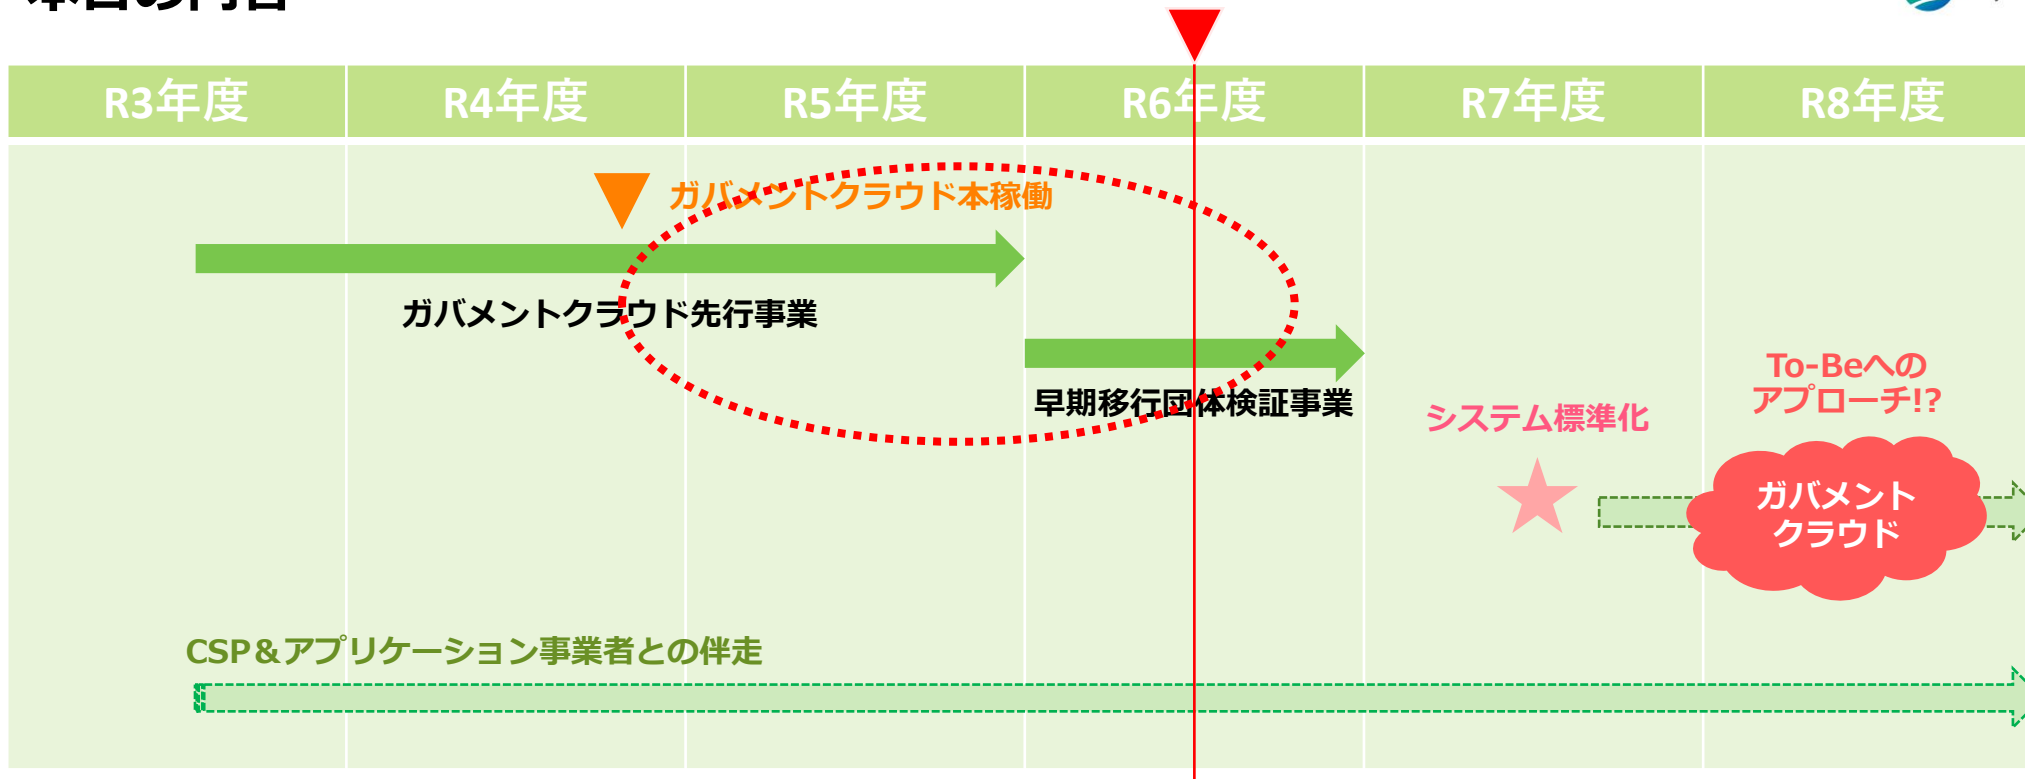 本日の内容
R3年度 R4年度 R5年度 R6年度 R7年度 R8年度
ガバメントクラウド本稼働
ガバメントクラウド先行事業
早期移行団体検証事業
システム標準化
To-Beへの
アプローチ!?
ガバメント
クラウド
CSP&アプリケーション事業者との伴走